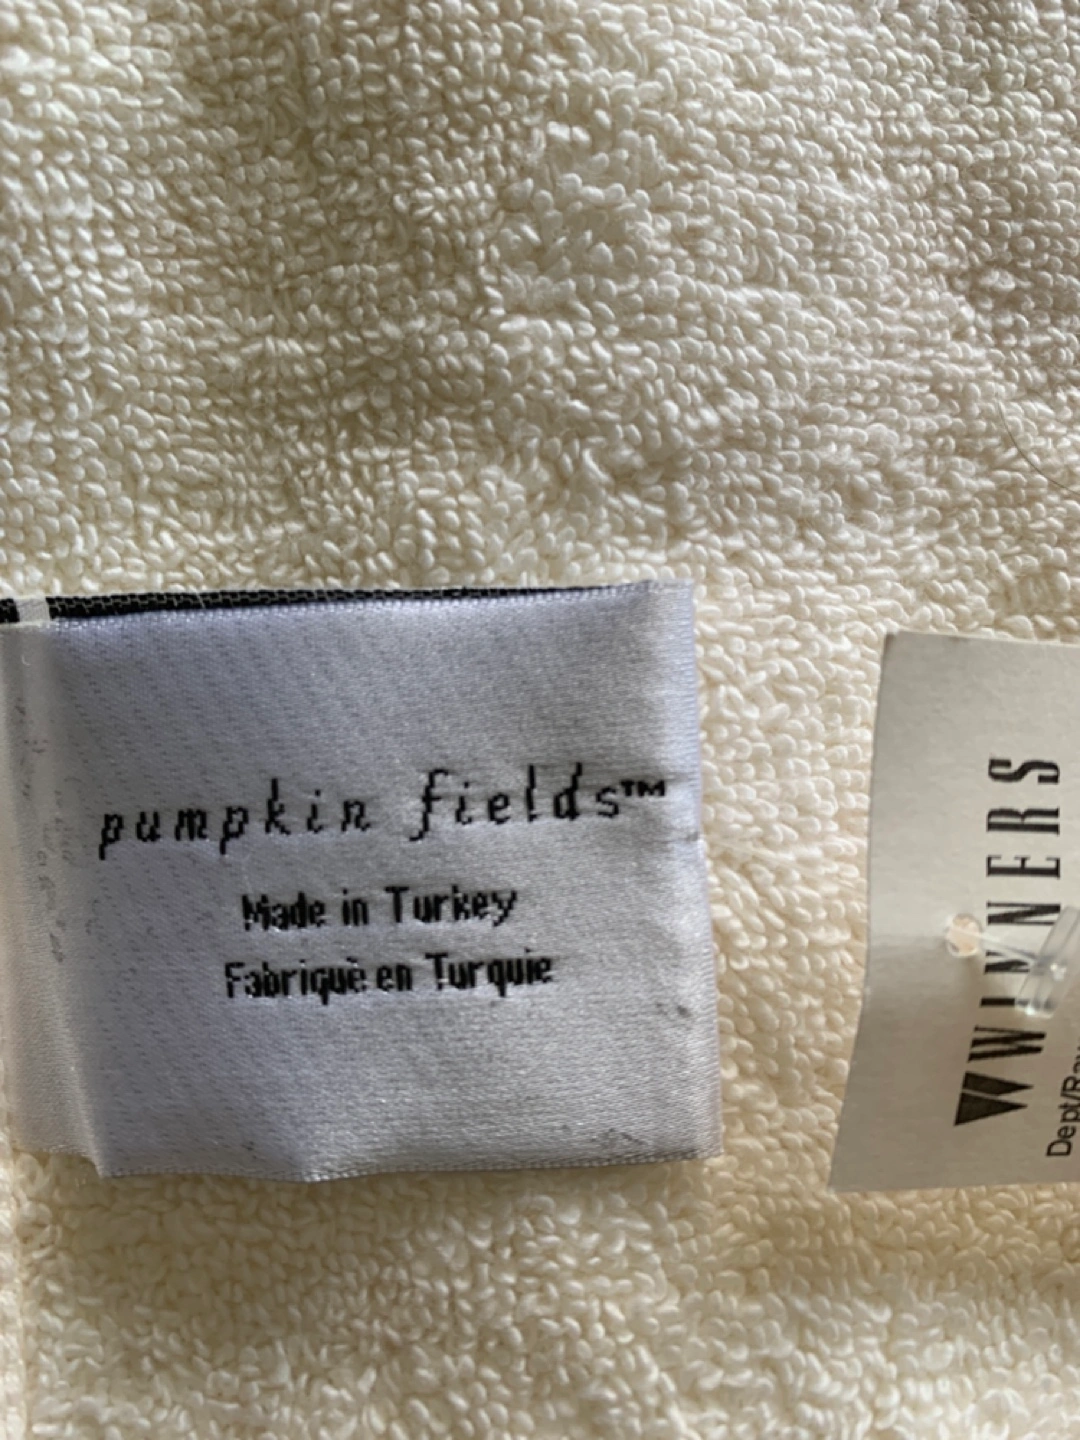 pumpkin fields™
Made in Turkey
Fabriquè en Turquie
WINNERS